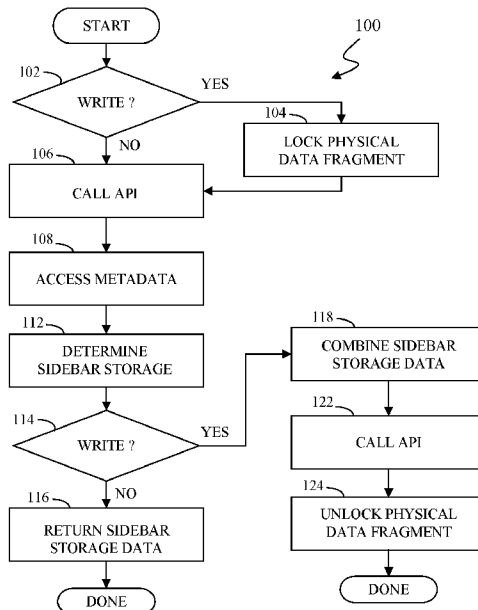 START
100
102
WRITE ?
YES
104
LOCK PHYSICAL
DATA FRAGMENT
NO
106
CALL API
108
ACCESS METADATA
112
DETERMINE
SIDEBAR STORAGE
114
WRITE ?
YES
NO
116
RETURN SIDEBAR
STORAGE DATA
DONE
118
COMBINE SIDEBAR
STORAGE DATA
122
CALL API
124
UNLOCK PHYSICAL
DATA FRAGMENT
DONE